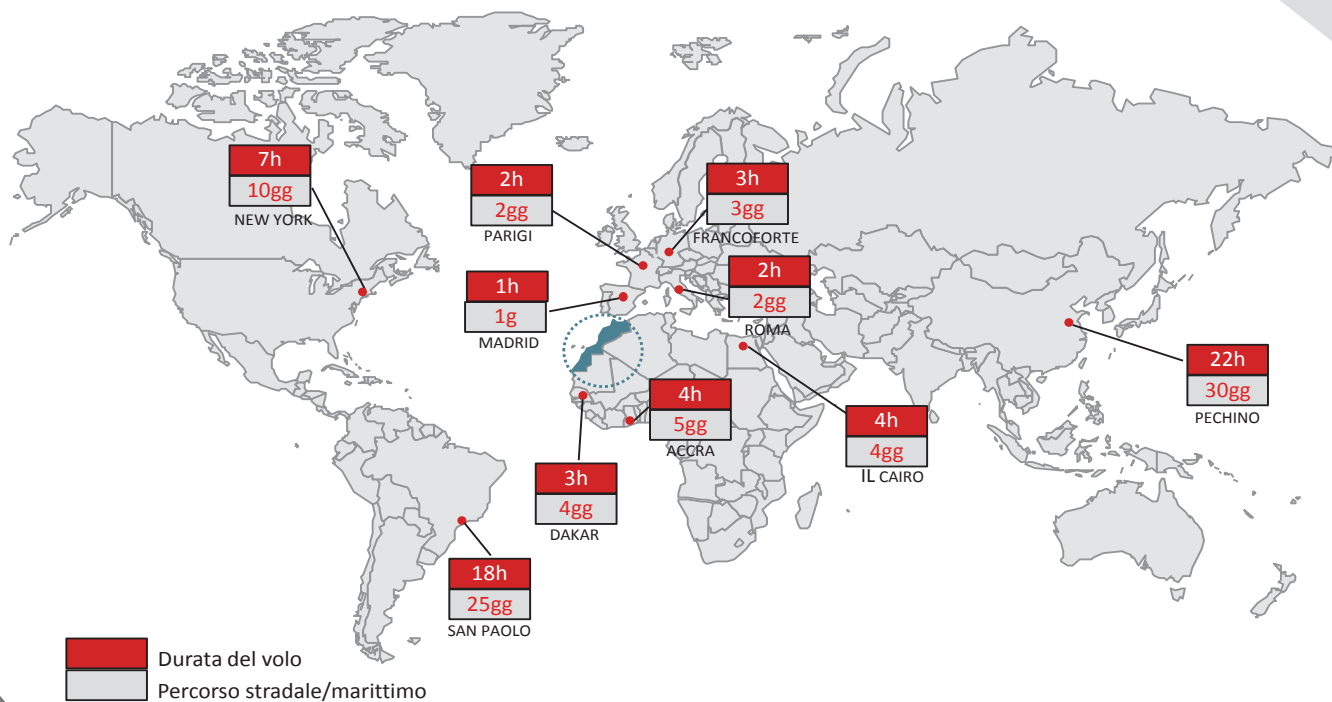 7h
10gg
NEW YORK
2h
2gg
PARIGI
3h
3gg
FRANCOFORTE
1h
1g
MADRID
2h
2gg
ROMA
22h
30gg
PECHINO
4h
5gg
ACCRA
4h
4gg
IL CAIRO
3h
4gg
DAKAR
18h
25gg
SAN PAOLO
Durata del volo
Percorso stradale/marittimo